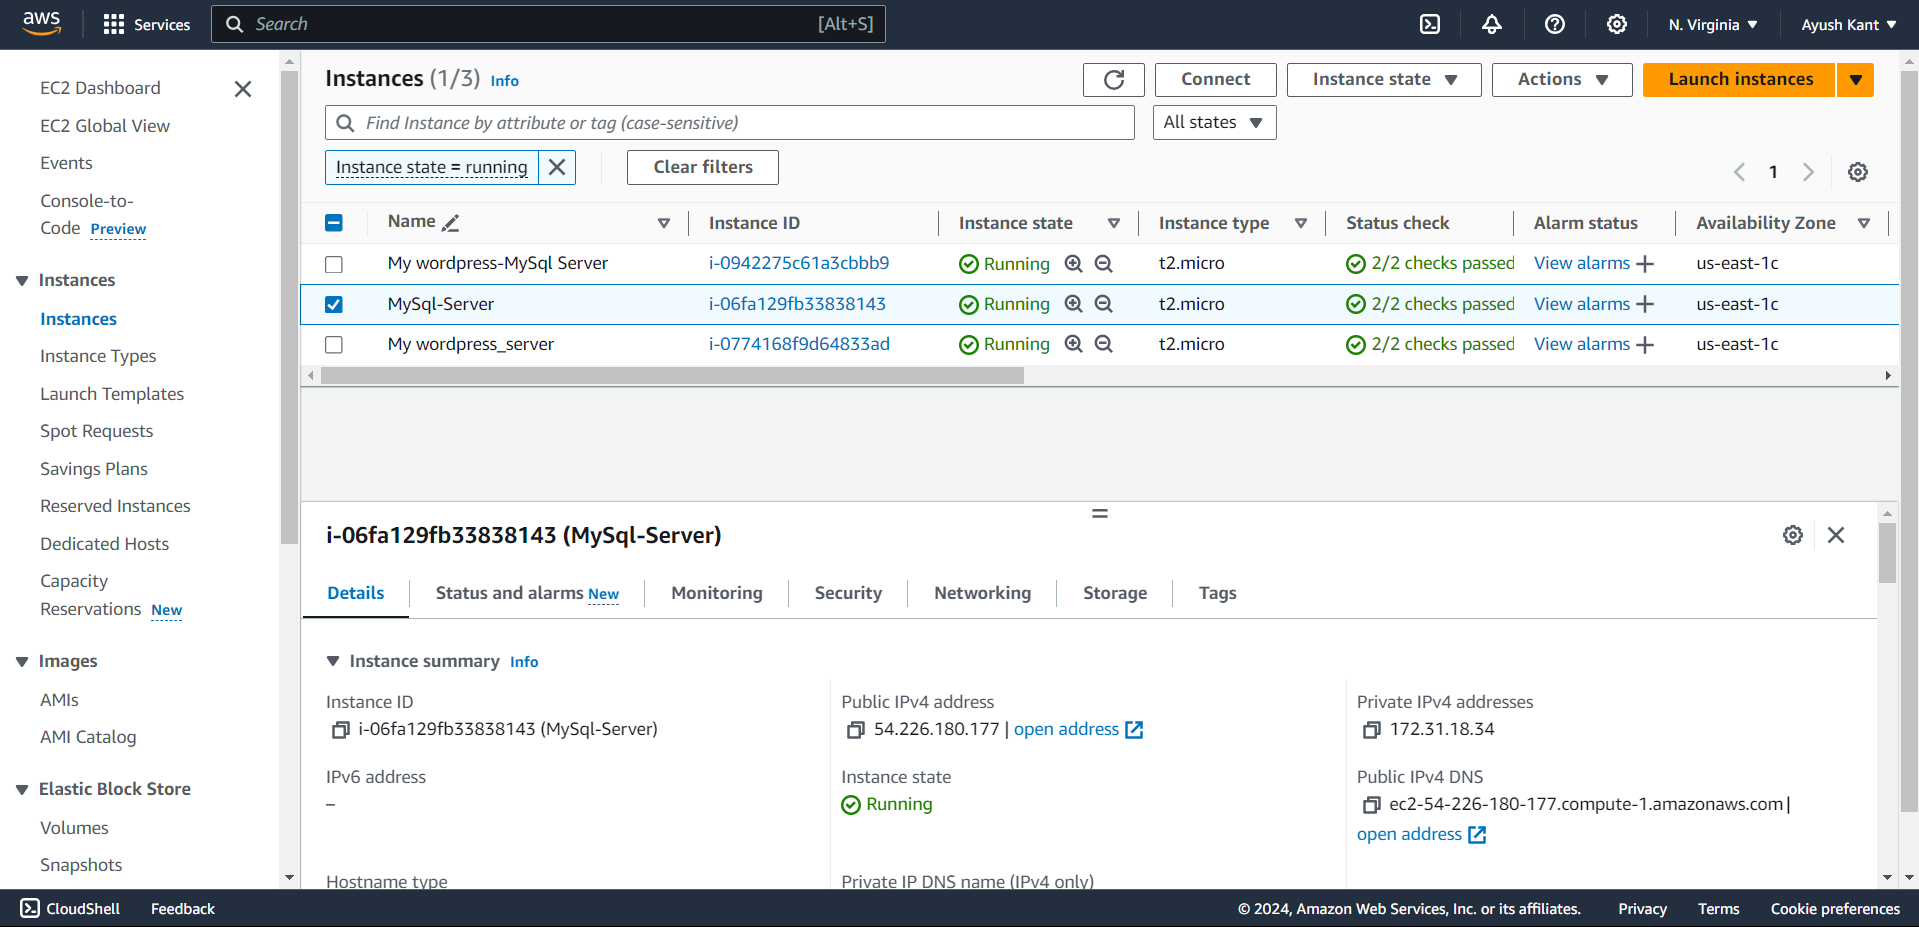 aws Services Search [Alt+S] N. Virginia Ayush Kant
EC2 Dashboard
EC2 Global View
Events
Console-to-
Code Preview
Instances
Instances
Instance Types
Launch Templates
Spot Requests
Savings Plans
Reserved Instances
Dedicated Hosts
Capacity
Reservations New
Images
AMIs
AMI Catalog
Elastic Block Store
Volumes
Snapshots
Instances (1/3) Info Connect Instance state Actions Launch instances
Find Instance by attribute or tag (case-sensitive) All states
Instance state = running Clear filters 1
Name Instance ID Instance state Instance type Status check Alarm status Availability Zone
My wordpress-MySql Server i-0942275c61a3cbbb9 Running t2.micro 2/2 checks passed View alarms us-east-1c
MySql-Server i-06fa129fb33838143 Running t2.micro 2/2 checks passed View alarms us-east-1c
My wordpress_server i-0774168f9d64833ad Running t2.micro 2/2 checks passed View alarms us-east-1c
i-06fa129fb33838143 (MySql-Server)
Details Status and alarms New Monitoring Security Networking Storage Tags
Instance summary Info
Instance ID
i-06fa129fb33838143 (MySql-Server)
Public IPv4 address
54.226.180.177 | open address
Private IPv4 addresses
172.31.18.34
IPv6 address
–
Instance state
Running
Public IPv4 DNS
ec2-54-226-180-177.compute-1.amazonaws.com |
open address
Hostname type
Private IP DNS name (IPv4 only)
CloudShell Feedback © 2024, Amazon Web Services, Inc. or its affiliates. Privacy Terms Cookie preferences